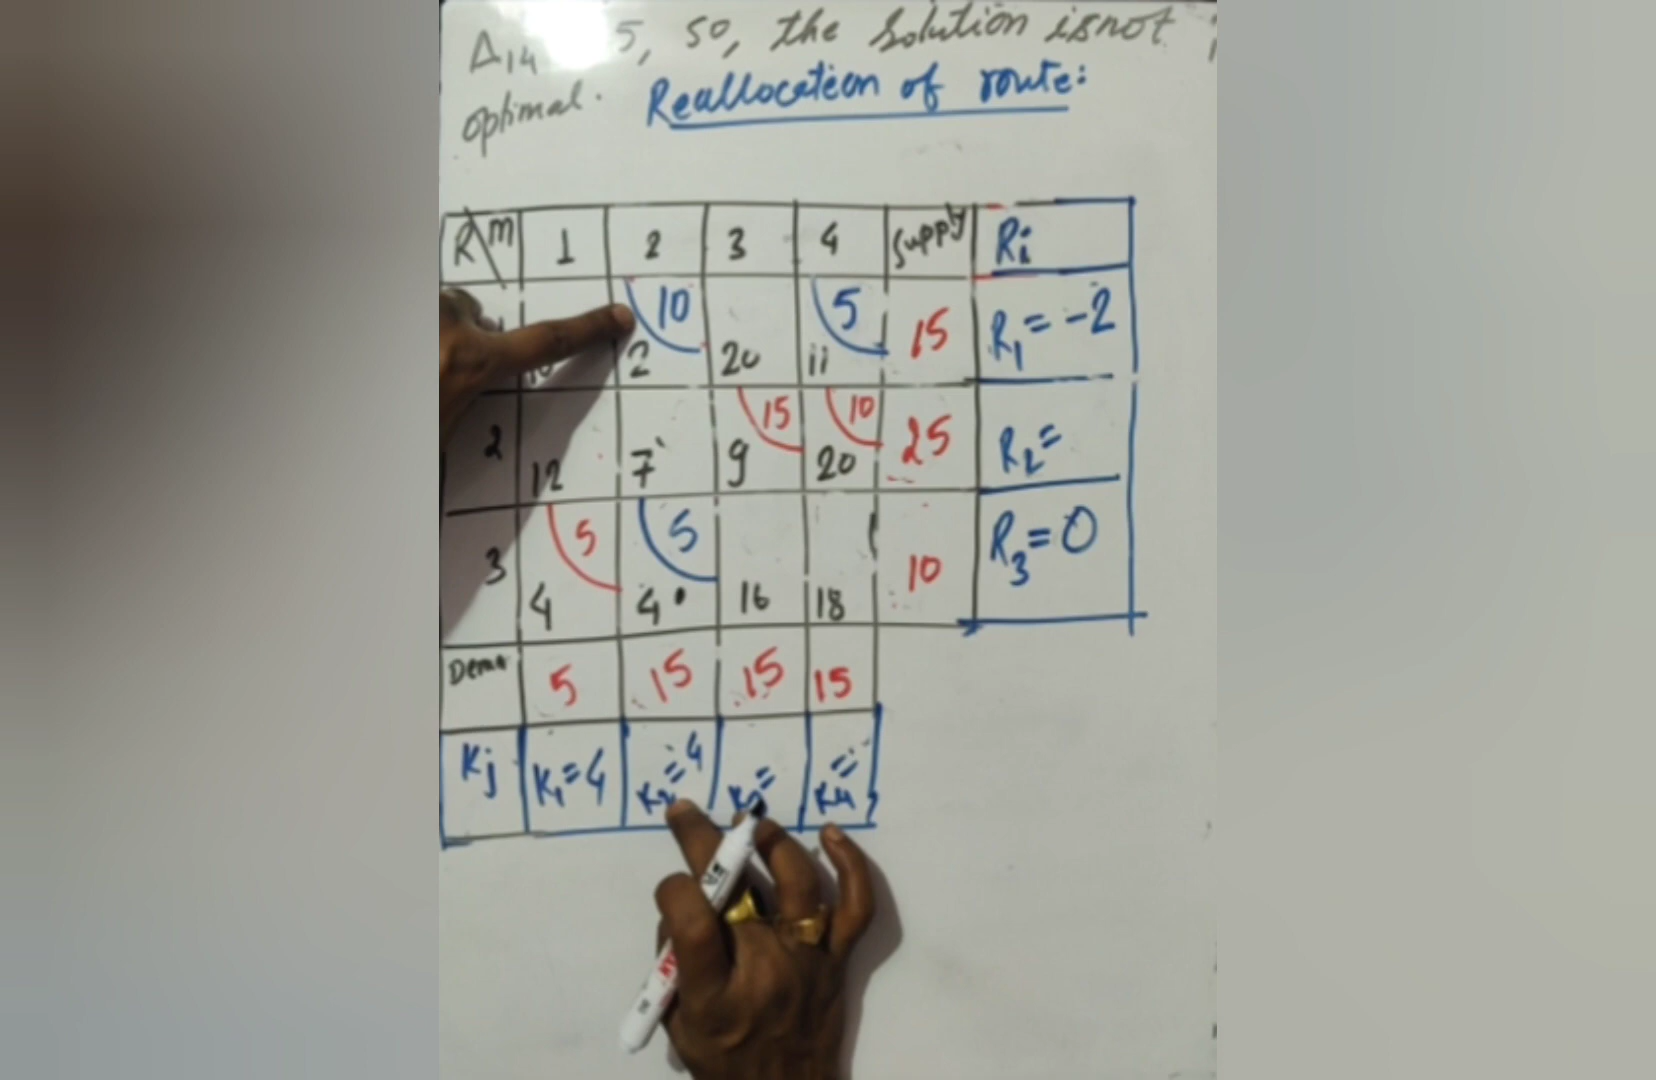 Δ14 5, so, the solution is not
optimal. Reallocation of route:
R m 1 2 3 4 Supply Ri
10 5
2 20 11 15 R1 = -2
15 10
2 12 7 9 20 25 R2 =
5 5
3 4 4 16 18 10 R3 = 0
5 15 15 15
Kj K1 = 4 K2 = 4 K3 = K4 =